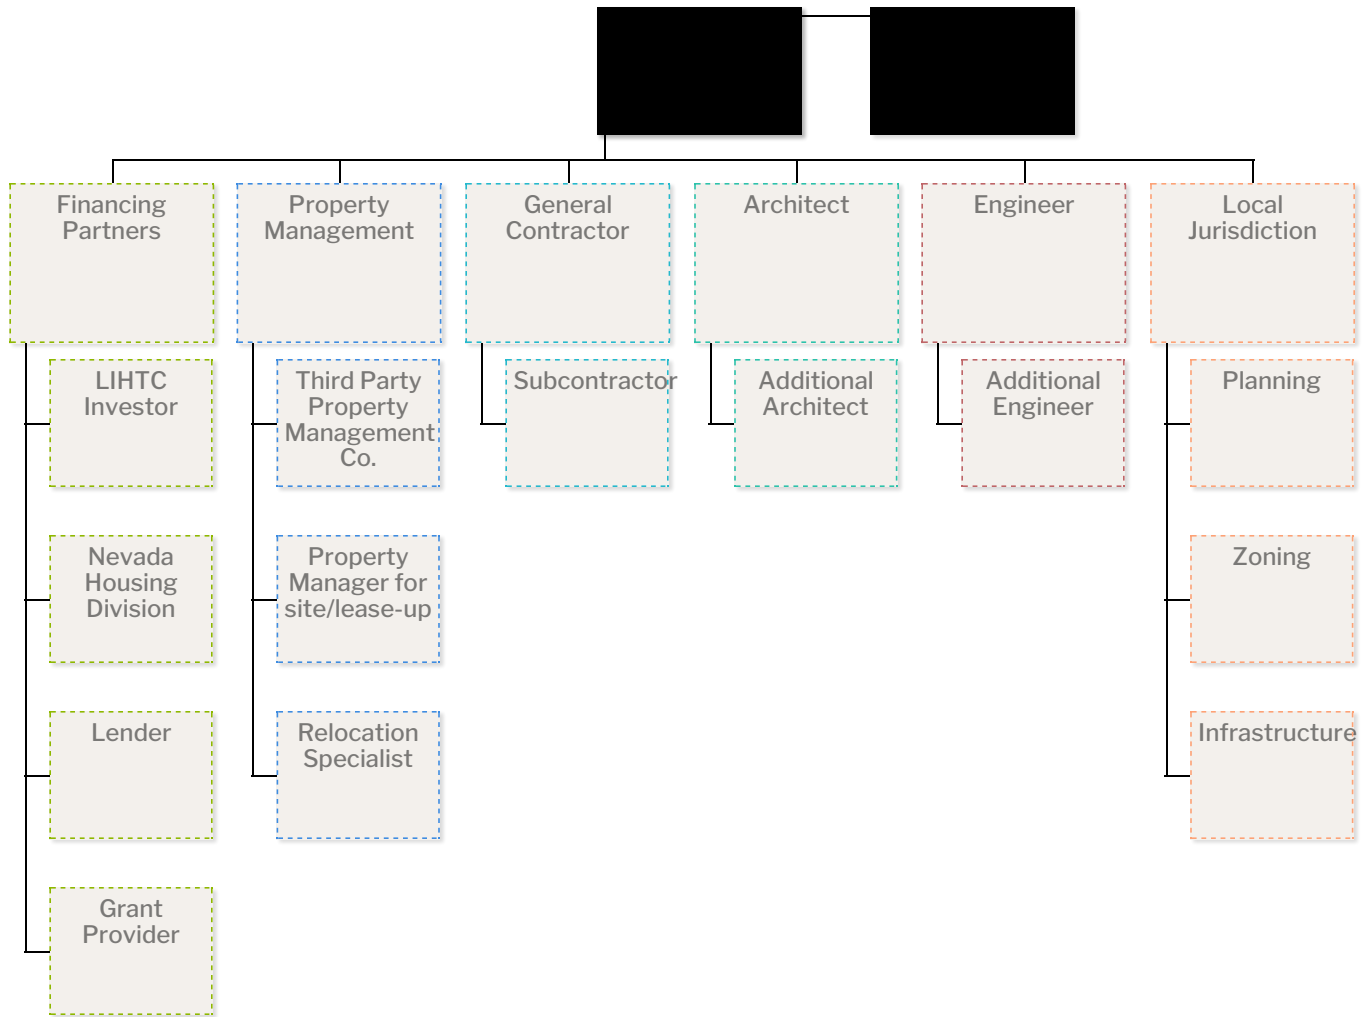 Financing
Partners
Property
Management
General
Contractor
Architect
Engineer
Local
Jurisdiction
LIHTC
Investor
Third Party
Property
Management
Co.
Subcontractor
Additional
Architect
Additional
Engineer
Planning
Nevada
Housing
Division
Property
Manager for
site/lease-up
Zoning
Lender
Relocation
Specialist
Infrastructure
Grant
Provider